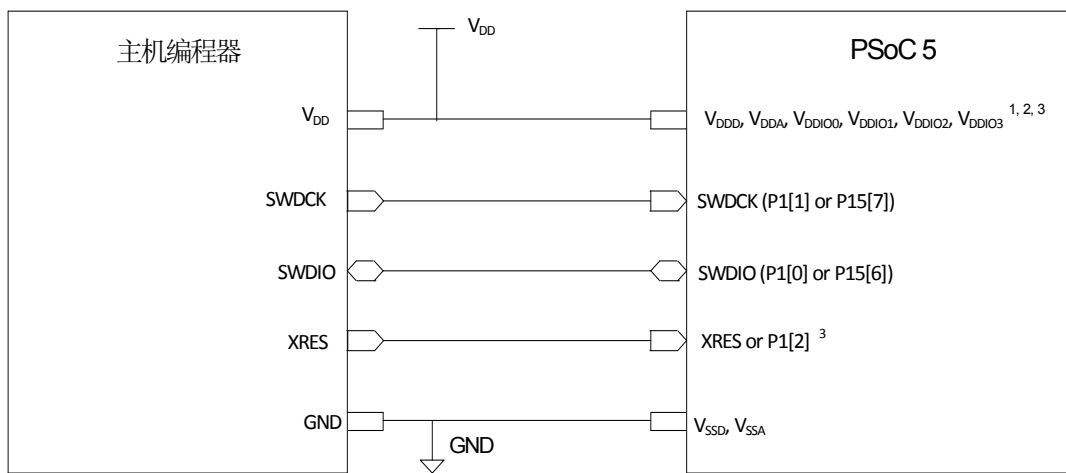 主机编程器
V_DD
PSoC 5
V_DD
V_DDD, V_DDA, V_DDIO0, V_DDIO1, V_DDIO2, V_DDIO3 1, 2, 3
SWDCK
SWDCK (P1[1] or P15[7])
SWDIO
SWDIO (P1[0] or P15[6])
XRES
XRES or P1[2] 3
GND
GND
V_SSD, V_SSA